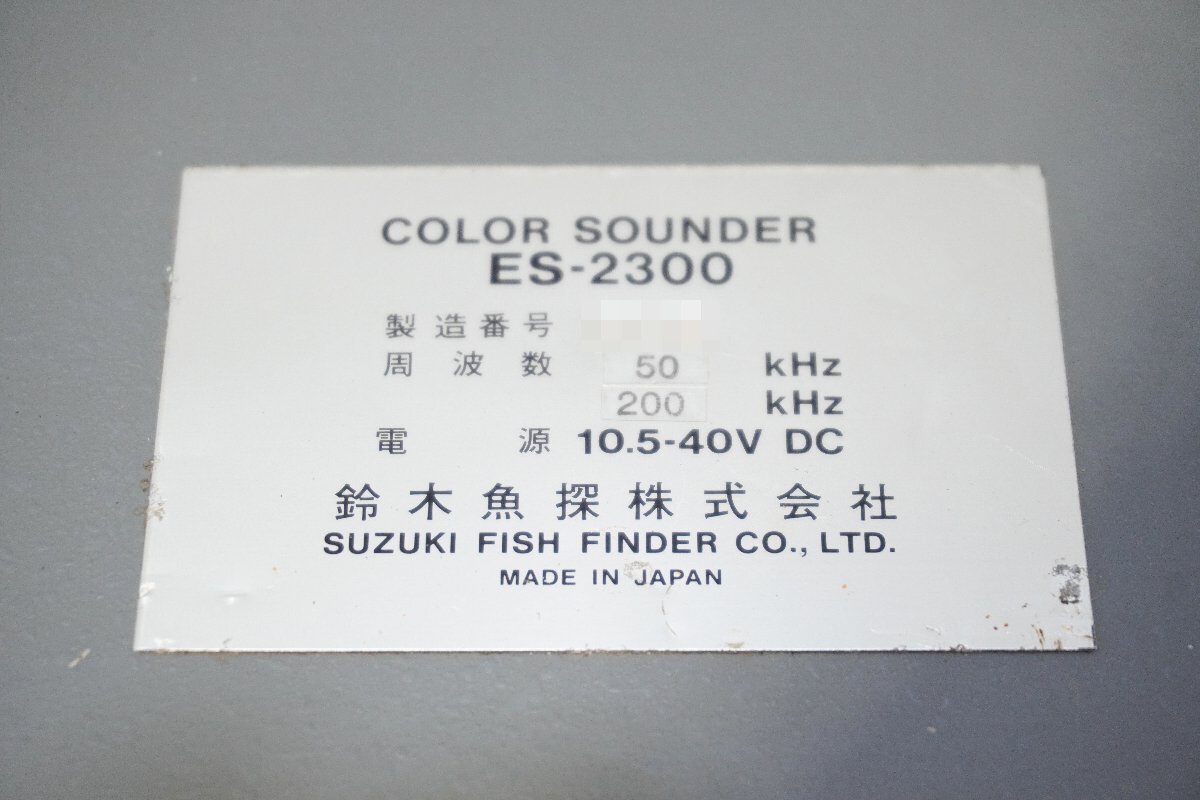 COLOR SOUNDER
ES-2300
製造番号
周波数 50 kHz
200 kHz
電源 10.5-40V DC
鈴木魚探株式会社
SUZUKI FISH FINDER CO., LTD.
MADE IN JAPAN